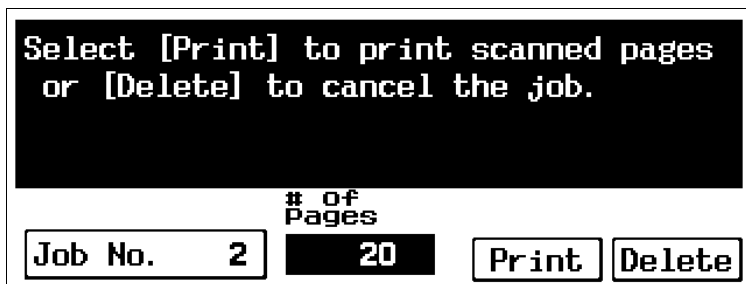 Select [Print] to print scanned pages
or [Delete] to cancel the job.
# of
Pages
Job No. 2 20 Print Delete